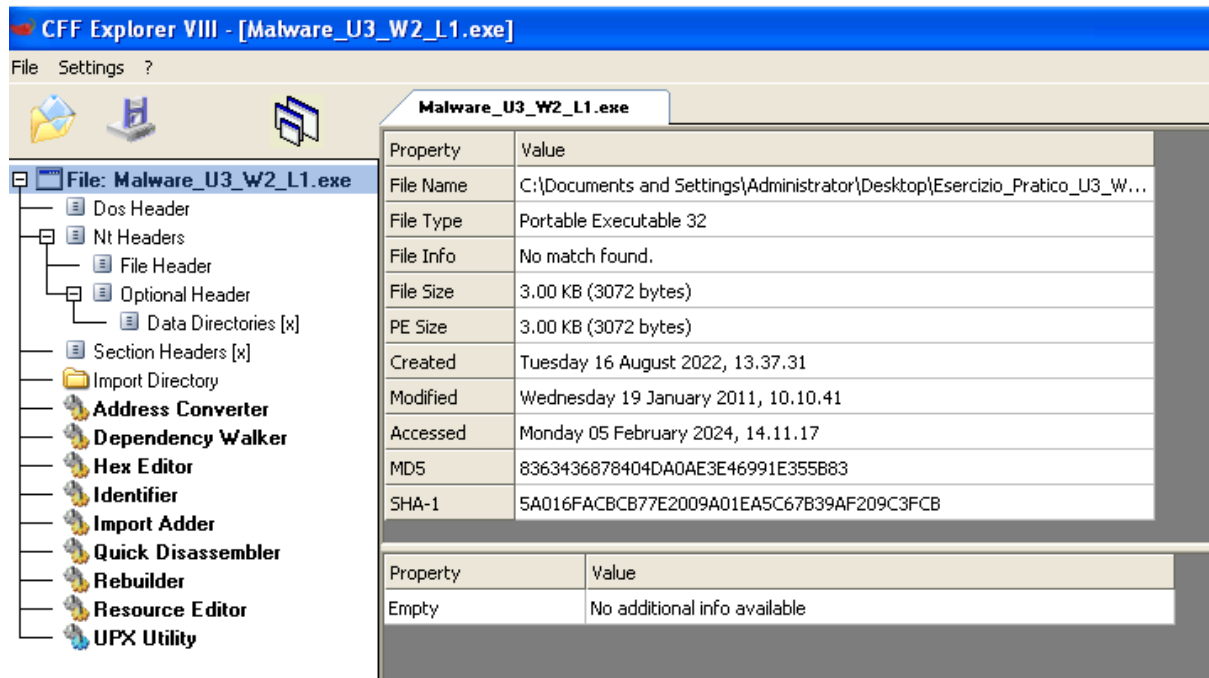 CFF Explorer VIII - [Malware_U3_W2_L1.exe]
File Settings ?
Malware_U3_W2_L1.exe
File: Malware_U3_W2_L1.exe
Dos Header
Nt Headers
File Header
Optional Header
Data Directories [x]
Section Headers [x]
Import Directory
Address Converter
Dependency Walker
Hex Editor
Identifier
Import Adder
Quick Disassembler
Rebuilder
Resource Editor
UPX Utility
Property Value
File Name C:\Documents and Settings\Administrator\Desktop\Esercizio_Pratico_U3_W...
File Type Portable Executable 32
File Info No match found.
File Size 3.00 KB (3072 bytes)
PE Size 3.00 KB (3072 bytes)
Created Tuesday 16 August 2022, 13.37.31
Modified Wednesday 19 January 2011, 10.10.41
Accessed Monday 05 February 2024, 14.11.17
MD5 8363436878404DA0AE3E46991E355B83
SHA-1 5A016FACBCB77E2009A01EA5C67B39AF209C3FCB
Property Value
Empty No additional info available